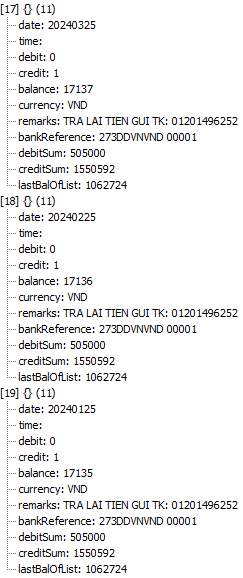 [17] {} (11)
date: 20240325
time:
debit: 0
credit: 1
balance: 17137
currency: VND
remarks: TRA LAI TIEN GUI TK: 01201496252
bankReference: 273DDVNVND 00001
debitSum: 505000
creditSum: 1550592
lastBalOfList: 1062724
[18] {} (11)
date: 20240225
time:
debit: 0
credit: 1
balance: 17136
currency: VND
remarks: TRA LAI TIEN GUI TK: 01201496252
bankReference: 273DDVNVND 00001
debitSum: 505000
creditSum: 1550592
lastBalOfList: 1062724
[19] {} (11)
date: 20240125
time:
debit: 0
credit: 1
balance: 17135
currency: VND
remarks: TRA LAI TIEN GUI TK: 01201496252
bankReference: 273DDVNVND 00001
debitSum: 505000
creditSum: 1550592
lastBalOfList: 1062724